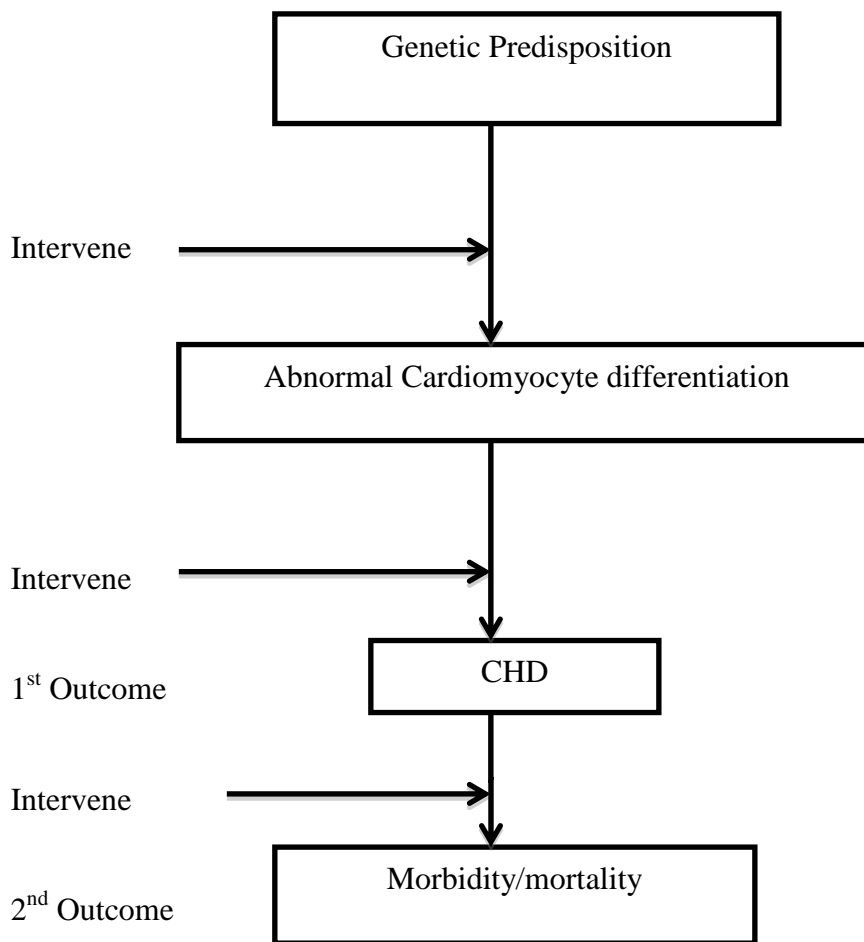 Genetic Predisposition
Intervene
Abnormal Cardiomyocyte differentiation
Intervene
CHD
1st Outcome
Intervene
Morbidity/mortality
2nd Outcome